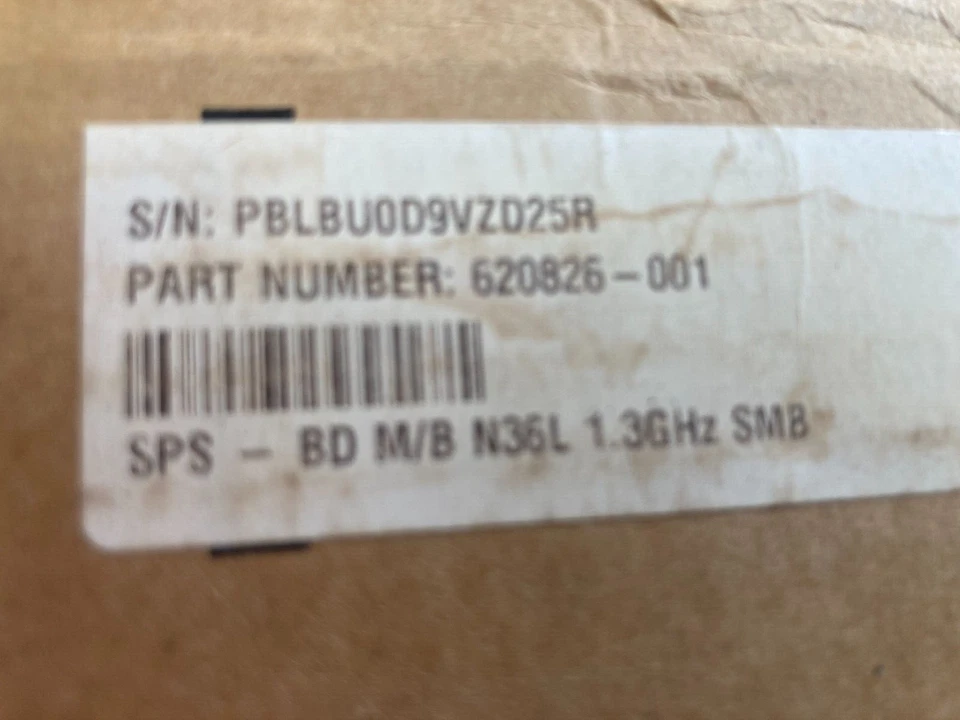 S/N: PBLBU0D9VZD25R
PART NUMBER: 620826-001
SPS - BD M/B N36L 1.3GHz SMB